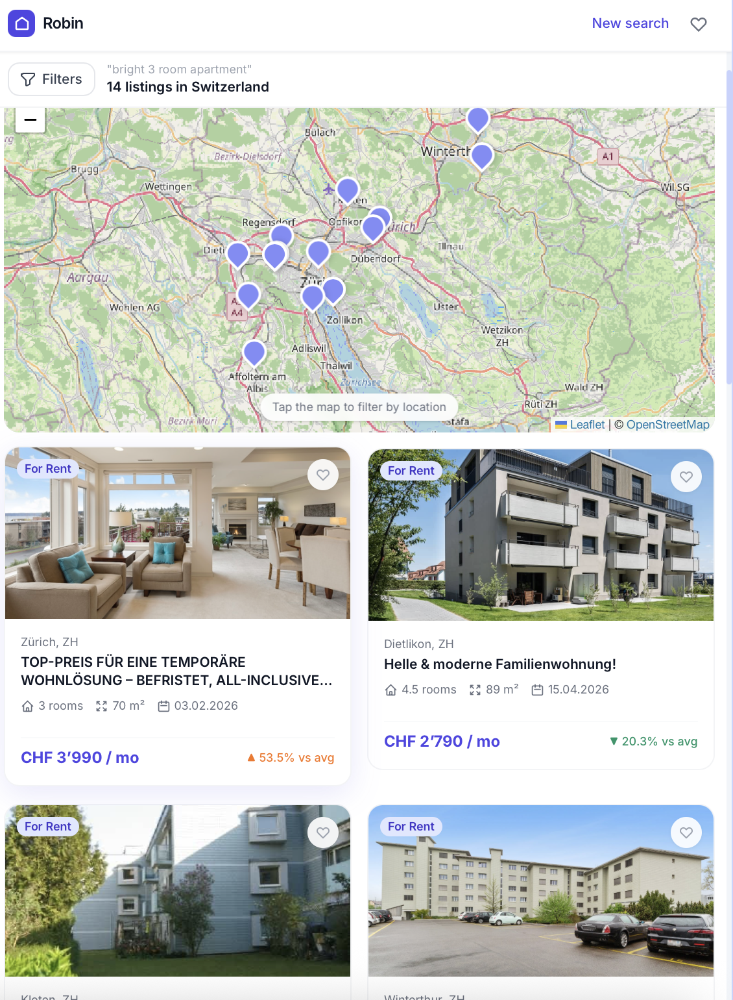 Robin
New search
Filters
"bright 3 room apartment"
14 listings in Switzerland
−
Bülach
Winterth
Bezirk-Dielsdorf
A1
Brugg
Wettingen
Wil SG
Regensdorf
Opfikon
ürich
Dieti
Illnau
Dübendorf
Aargau
Züri
Wohlen AG
A4
Uster
Zollikon
Wetzikon
ZH
Adliswil
Thalwil
Affoltern am
Albis
Zürichsee
Wald ZH
Rüti ZH
Tap the map to filter by location
Bezirk Muri
Stäfa
Leaflet | © OpenStreetMap
For Rent
For Rent
Zürich, ZH
TOP-PREIS FÜR EINE TEMPORÄRE
WOHNLÖSUNG – BEFRISTET, ALL-INCLUSIVE…
3 rooms 70 m² 03.02.2026
CHF 3’990 / mo
▲ 53.5% vs avg
Dietlikon, ZH
Helle & moderne Familienwohnung!
4.5 rooms 89 m² 15.04.2026
CHF 2’790 / mo
▼ 20.3% vs avg
For Rent
For Rent
Kloten, ZH
Winterthur, ZH